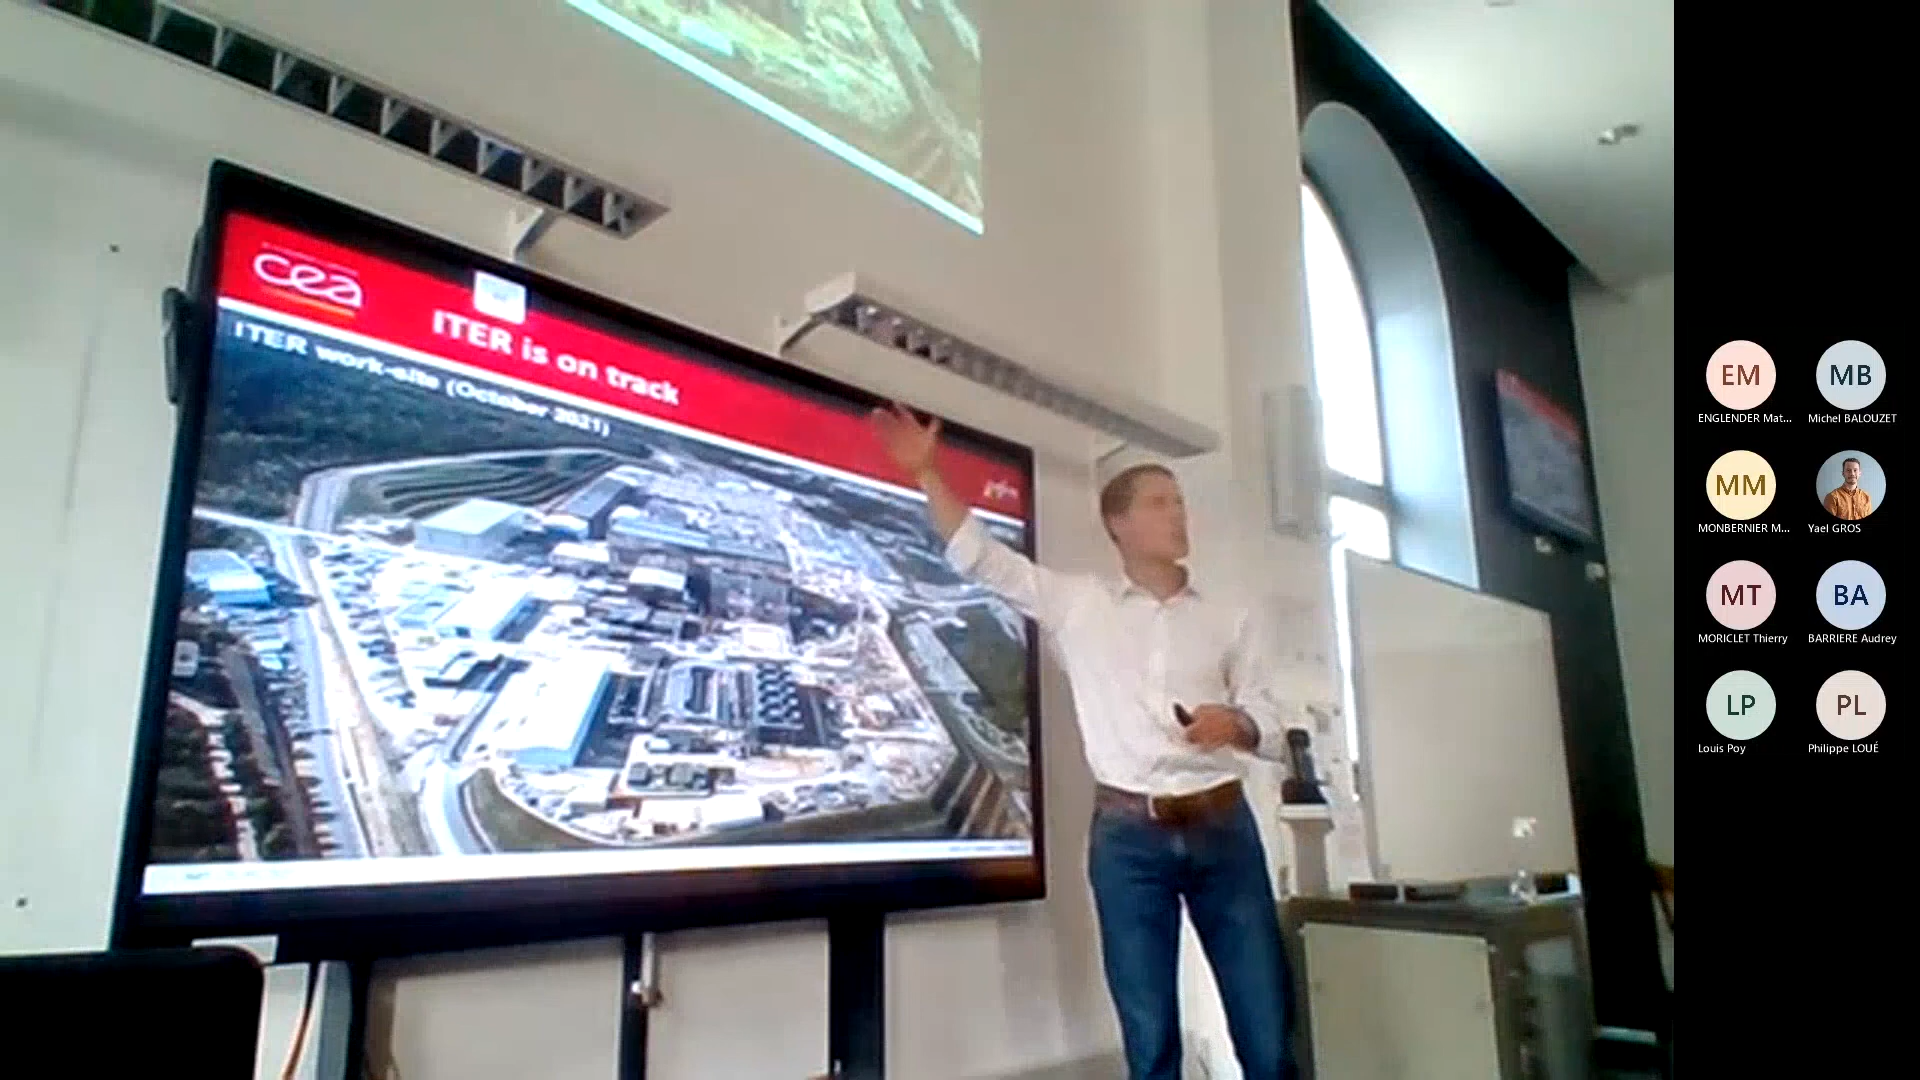 cea
ITER is on track
ITER work-site (October 2021)
EM
MB
ENGLENDER Mat...
Michel BALOUZET
MM
MONBERNIER M...
Yael GROS
MT
BA
MORICLET Thierry
BARRIERE Audrey
LP
PL
Louis Poy
Philippe LOUÉ